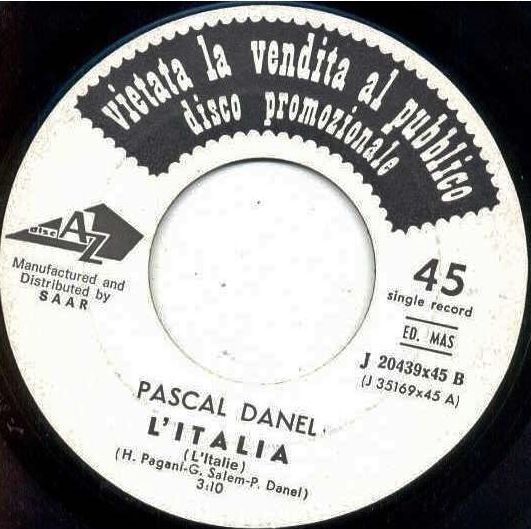 vietata la vendita al pubblico
disco promozionale
disc AZ
Manufactured and
Distributed by
SAAR
45
single record
ED. MAS
J 20439x45 B
(J 35169x45 A)
PASCAL DANEL
L'ITALIA
(L'Italie)
(H. Pagani-G. Salem-P. Danel)
3:10